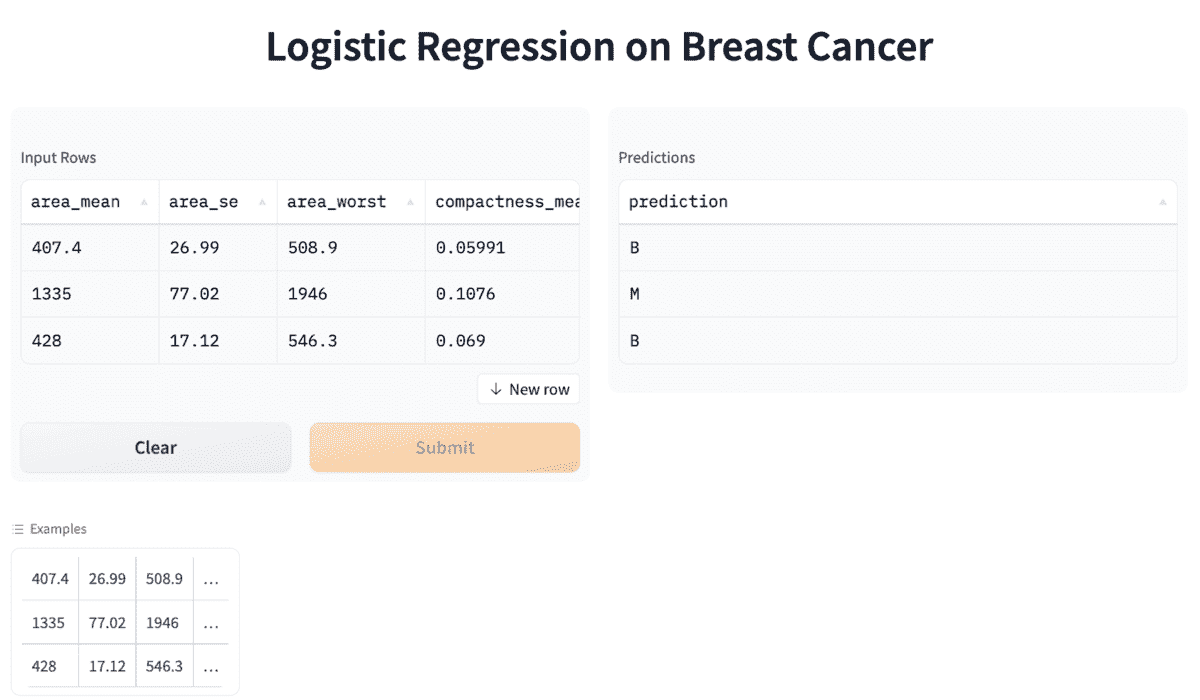 Logistic Regression on Breast Cancer
Input Rows
area_mean area_se area_worst compactness_mea
407.4 26.99 508.9 0.05991
1335 77.02 1946 0.1076
428 17.12 546.3 0.069
New row
Clear Submit
Predictions
prediction
B
M
B
Examples
407.4 26.99 508.9 ...
1335 77.02 1946 ...
428 17.12 546.3 ...